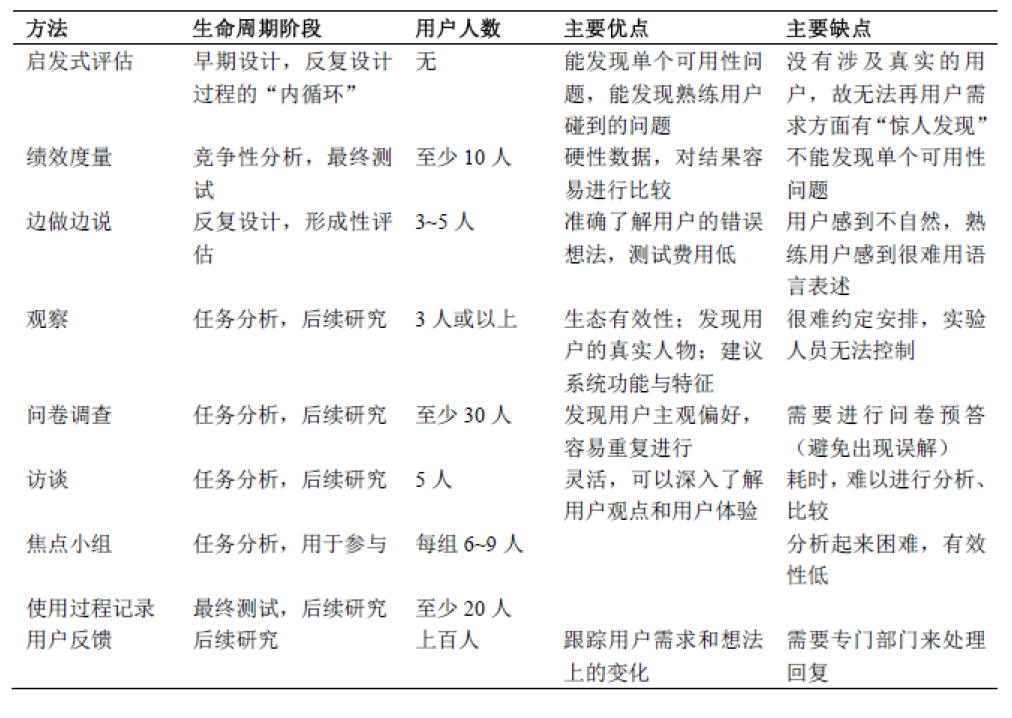 方法 生命周期阶段 用户人数 主要优点 主要缺点
启发式评估 早期设计，反复设计 无 能发现单个可用性问 没有涉及真实的用
过程的“内循环” 题，能发现熟练用户 户，故无法再用户需
碰到的问题 求方面有“惊人发现”
绩效度量 竞争性分析，最终测 至少 10 人 硬性数据，对结果容 不能发现单个可用性
试 易进行比较 问题
边做边说 反复设计，形成性评 3~5 人 准确了解用户的错误 用户感到不自然，熟
估 想法，测试费用低 练用户感到很难用语
言表述
观察 任务分析，后续研究 3 人或以上 生态有效性；发现用 很难约定安排，实验
户的真实人物；建议 人员无法控制
系统功能与特征
问卷调查 任务分析，后续研究 至少 30 人 发现用户主观偏好， 需要进行问卷预答
容易重复进行 （避免出现误解）
访谈 任务分析，后续研究 5 人 灵活，可以深入了解 耗时，难以进行分析、
用户观点和用户体验 比较
焦点小组 任务分析，用于参与 每组 6~9 人 分析起来困难，有效
性低
使用过程记录 最终测试，后续研究 至少 20 人
用户反馈 后续研究 上百人 跟踪用户需求和想法 需要专门部门来处理
上的变化 回复